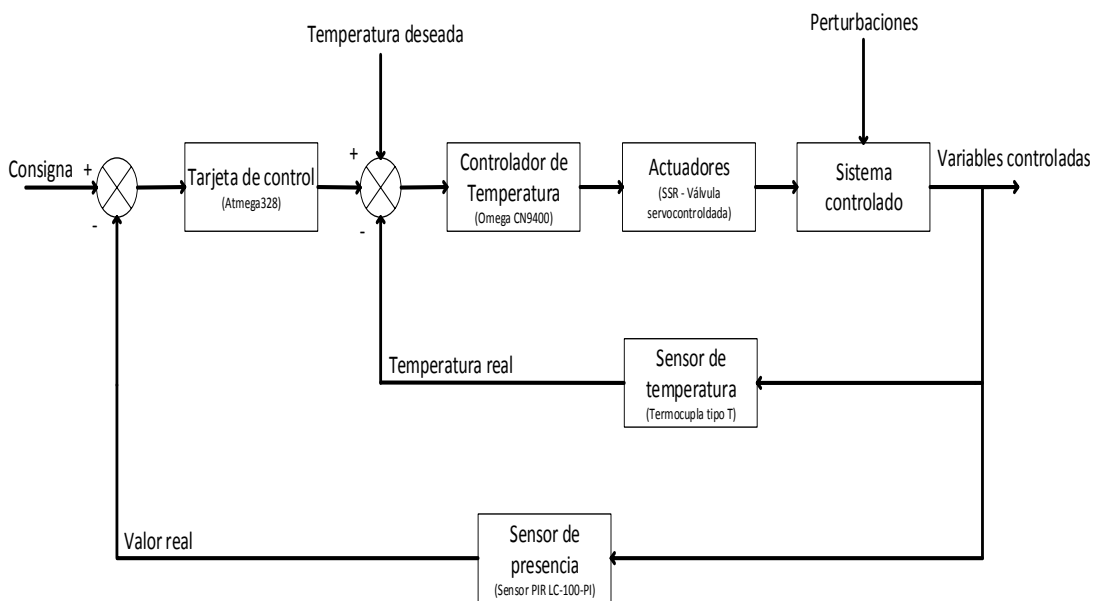 Temperatura deseada
Perturbaciones
Consigna
+
-
Tarjeta de control
(Atmega328)
+
-
Controlador de
Temperatura
(Omega CN9400)
Actuadores
(SSR - Válvula
servocontroldada)
Sistema
controlado
Variables controladas
Temperatura real
Sensor de
temperatura
(Termocupla tipo T)
Valor real
Sensor de
presencia
(Sensor PIR LC-100-PI)